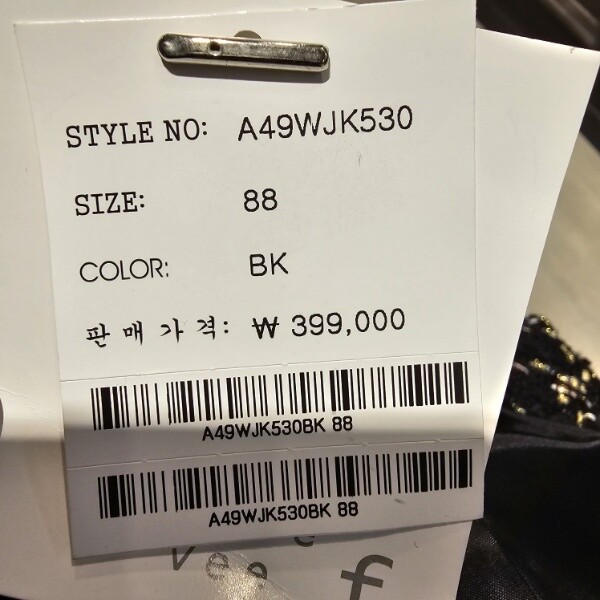 STYLE NO: A49WJK530
SIZE: 88
COLOR: BK
판매가격: ₩ 399,000
A49WJK530BK 88
A49WJK530BK 88